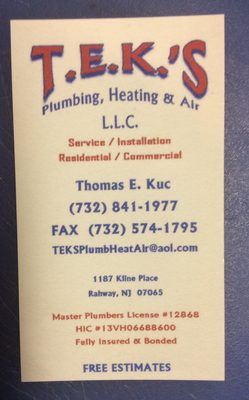 T.E.K.'S
Plumbing, Heating & Air
L.L.C.
Service / Installation
Residential / Commercial
Thomas E. Kuc
(732) 841-1977
FAX (732) 574-1795
TEKSPlumbHeatAir@aol.com
1187 Kline Place
Rahway, NJ 07065
Master Plumbers License #12868
HIC #13VH06688600
Fully Insured & Bonded
FREE ESTIMATES